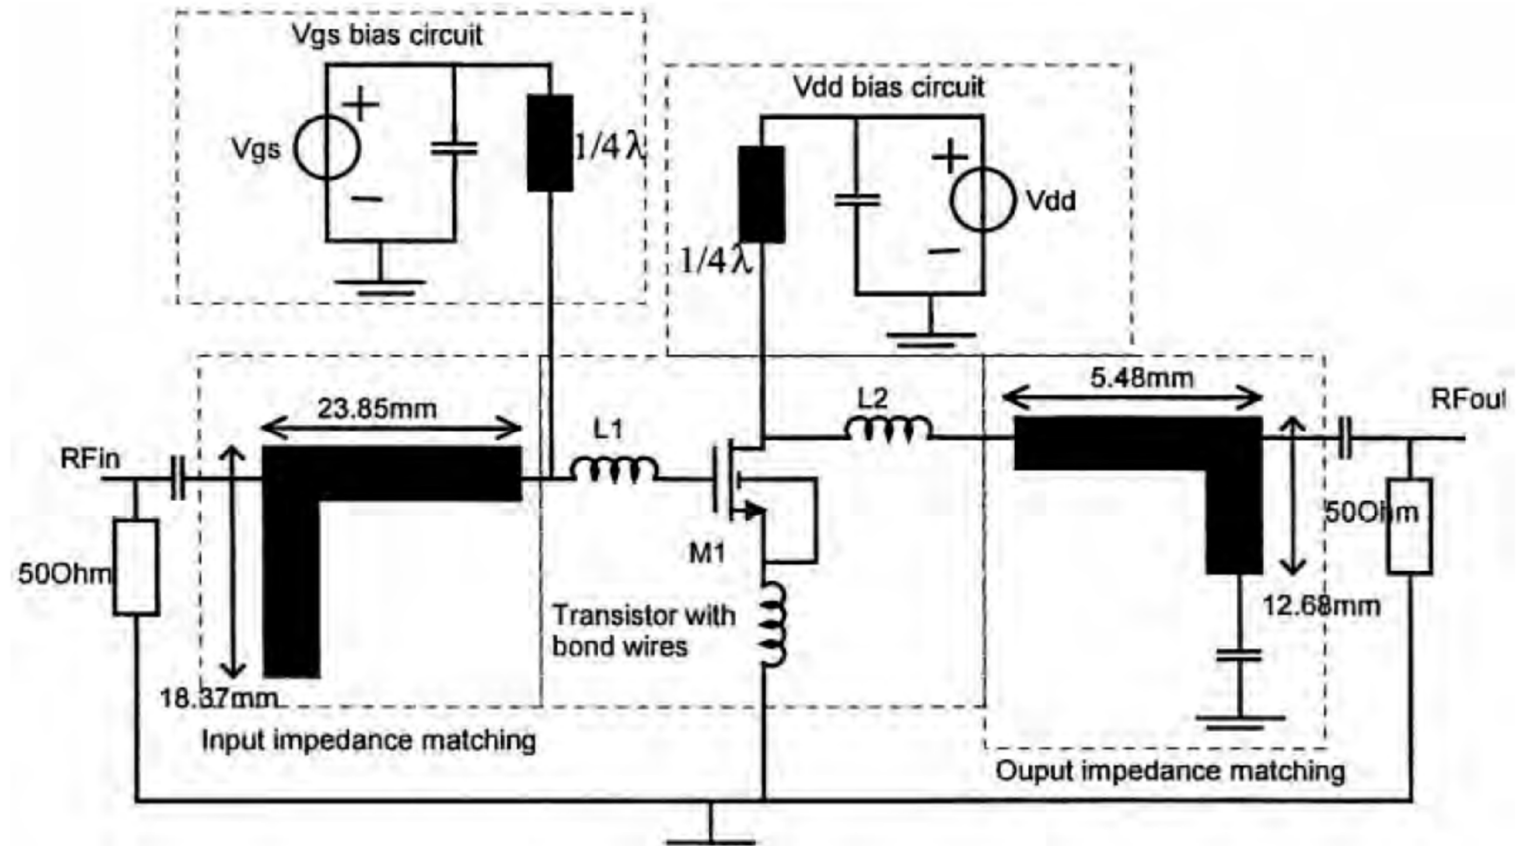 Vgs bias circuit
Vdd bias circuit
+
Vgs
−
1/4λ
+
Vdd
−
1/4λ
23.85mm
L1
L2
5.48mm
RFin
RFout
50Ohm
M1
50Ohm
18.37mm
Transistor with
bond wires
12.68mm
Input impedance matching
Ouput impedance matching